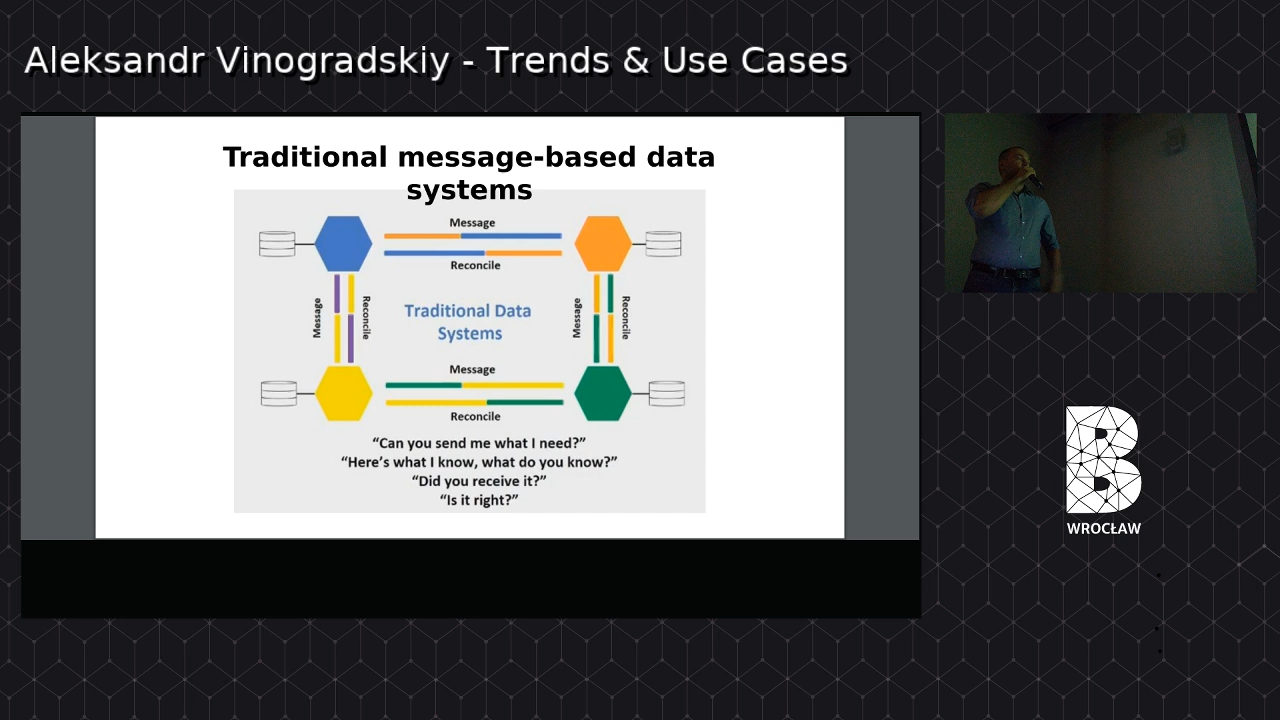 Aleksandr Vinogradskiy - Trends & Use Cases
Traditional message-based data
systems
Message
Reconcile
Message
Reconcile
Traditional Data
Systems
Message
Reconcile
Message
Reconcile
“Can you send me what I need?”
“Here’s what I know, what do you know?”
“Did you receive it?”
“Is it right?”
B
WROCŁAW